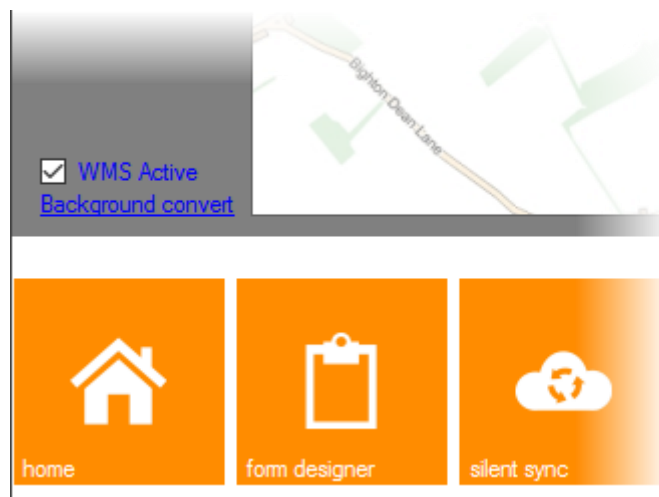 Bighton Dean Lane
WMS Active
Background convert
home
form designer
silent sync